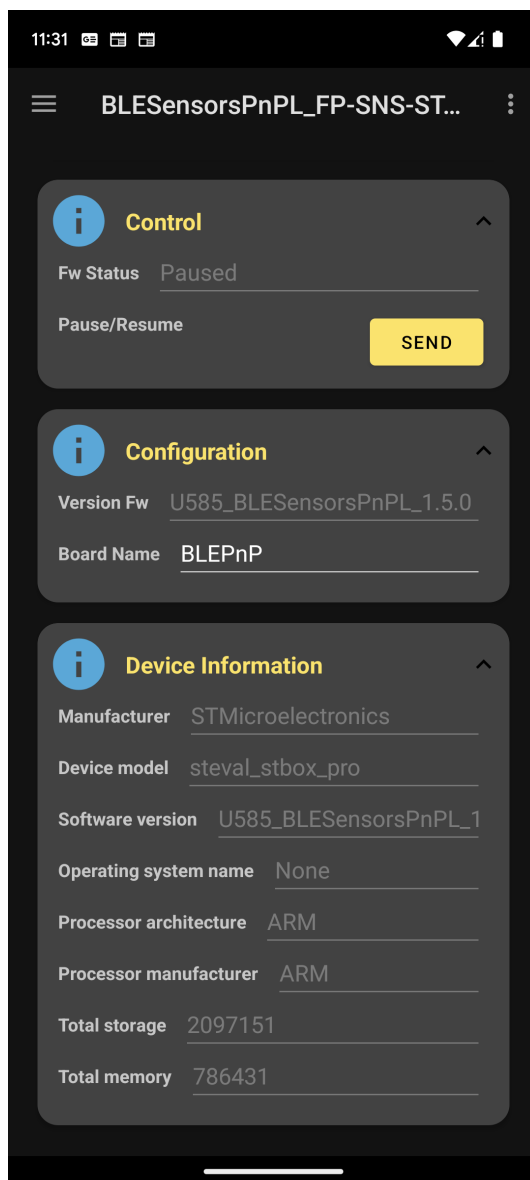 11:31
BLESensorsPnPL_FP-SNS-ST...
Control
Fw Status Paused
Pause/Resume
SEND
Configuration
Version Fw U585_BLESensorsPnPL_1.5.0
Board Name BLEPnP
Device Information
Manufacturer STMicroelectronics
Device model steval_stbox_pro
Software version U585_BLESensorsPnPL_1
Operating system name None
Processor architecture ARM
Processor manufacturer ARM
Total storage 2097151
Total memory 786431